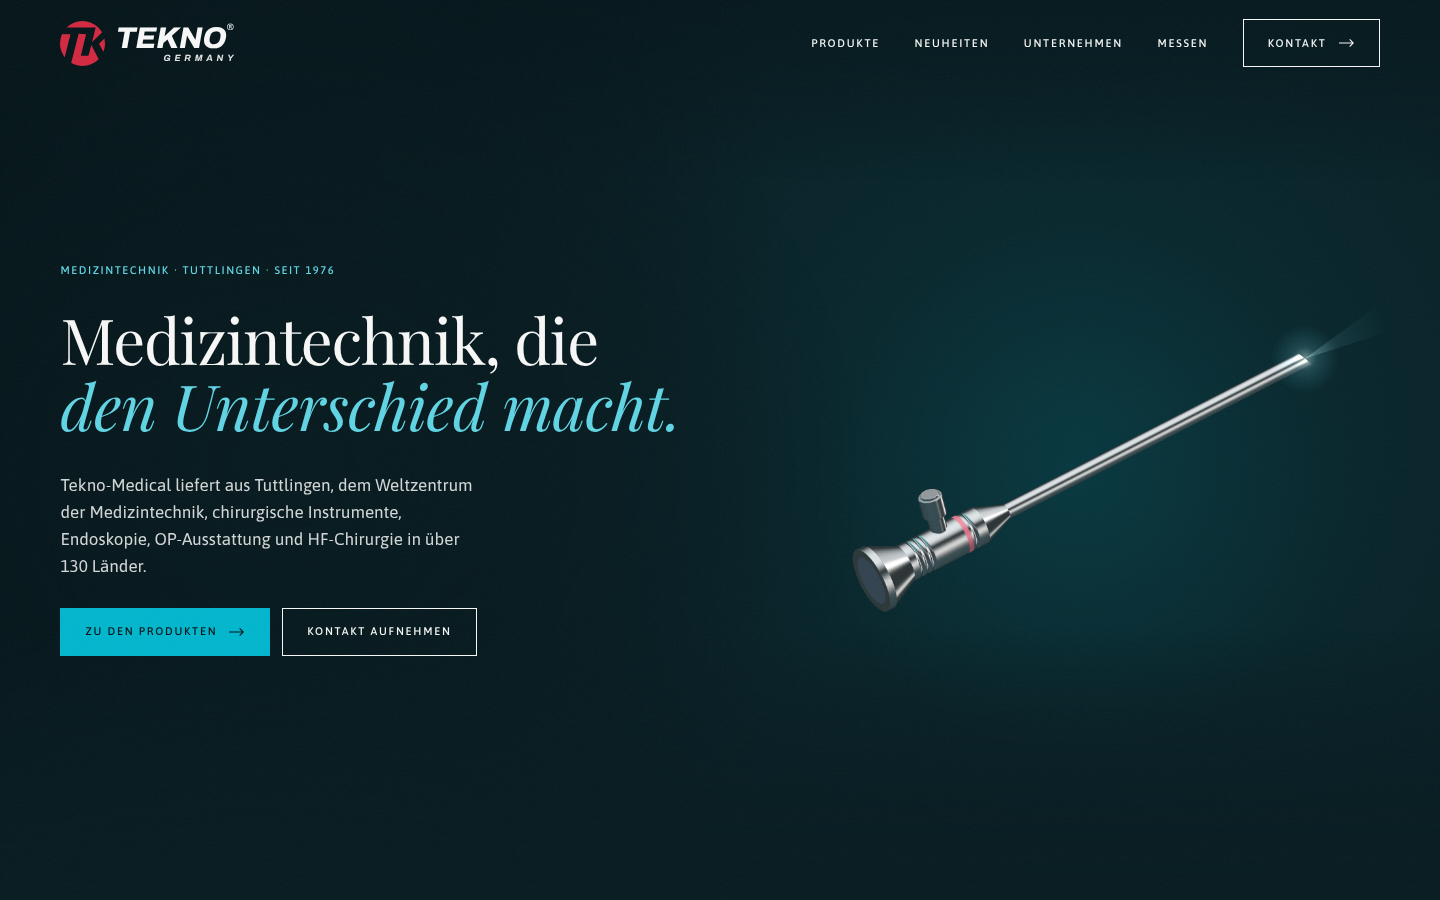 TEKNO®
GERMANY
PRODUKTE
NEUHEITEN
UNTERNEHMEN
MESSEN
KONTAKT
MEDIZINTECHNIK · TUTTLINGEN · SEIT 1976
Medizintechnik, die
den Unterschied macht.
Tekno-Medical liefert aus Tuttlingen, dem Weltzentrum
der Medizintechnik, chirurgische Instrumente,
Endoskopie, OP-Ausstattung und HF-Chirurgie in über
130 Länder.
ZU DEN PRODUKTEN
KONTAKT AUFNEHMEN